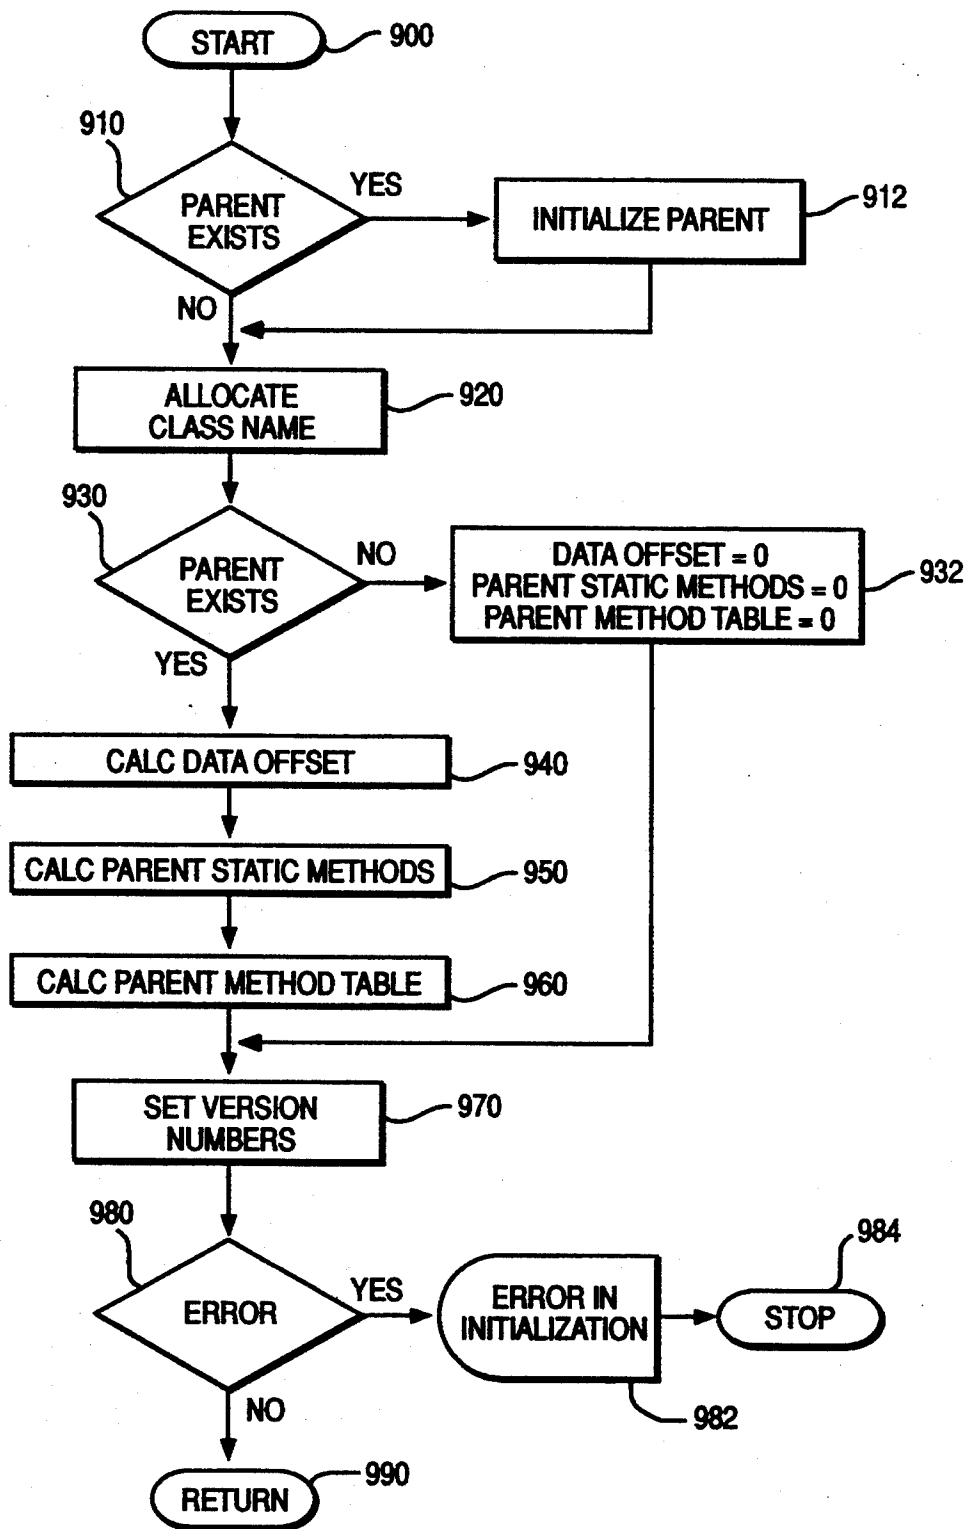 START
900
910
PARENT
EXISTS
YES
INITIALIZE PARENT
912
NO
ALLOCATE
CLASS NAME
920
930
PARENT
EXISTS
NO
DATA OFFSET = 0
PARENT STATIC METHODS = 0
PARENT METHOD TABLE = 0
932
YES
CALC DATA OFFSET
940
CALC PARENT STATIC METHODS
950
CALC PARENT METHOD TABLE
960
SET VERSION
NUMBERS
970
980
ERROR
YES
ERROR IN
INITIALIZATION
982
STOP
984
NO
RETURN
990